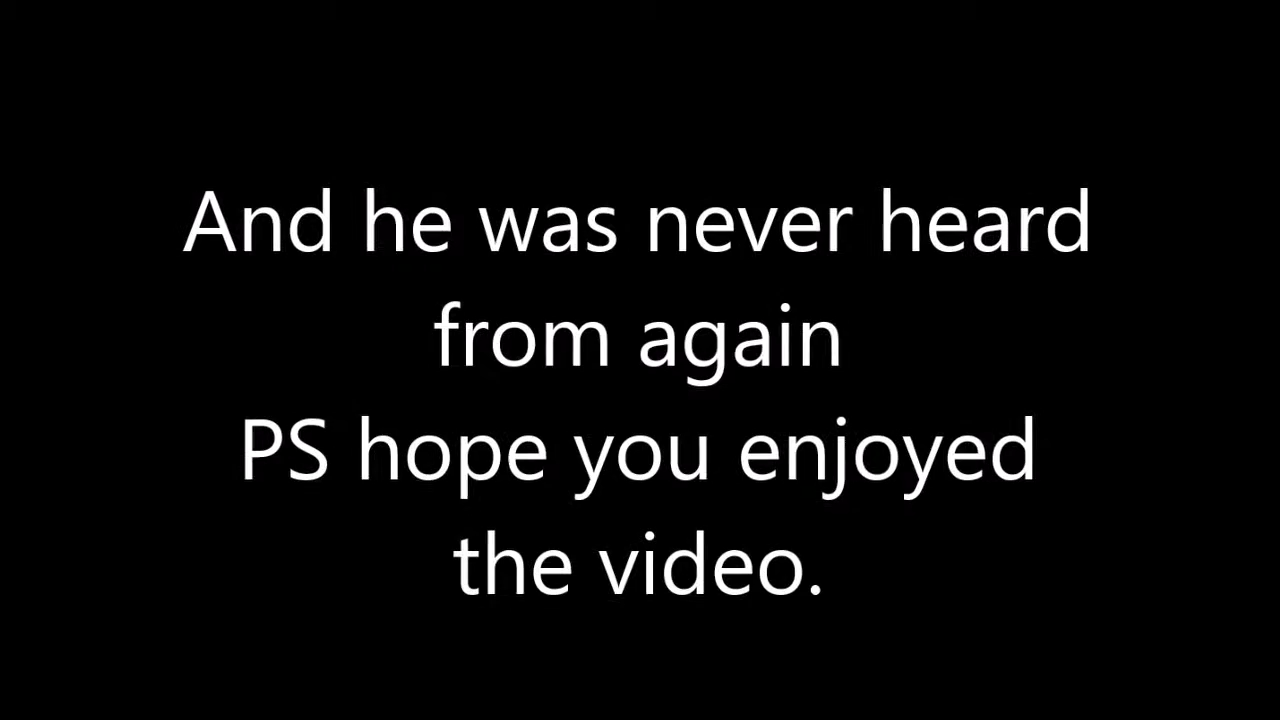 And he was never heard
from again
PS hope you enjoyed
the video.